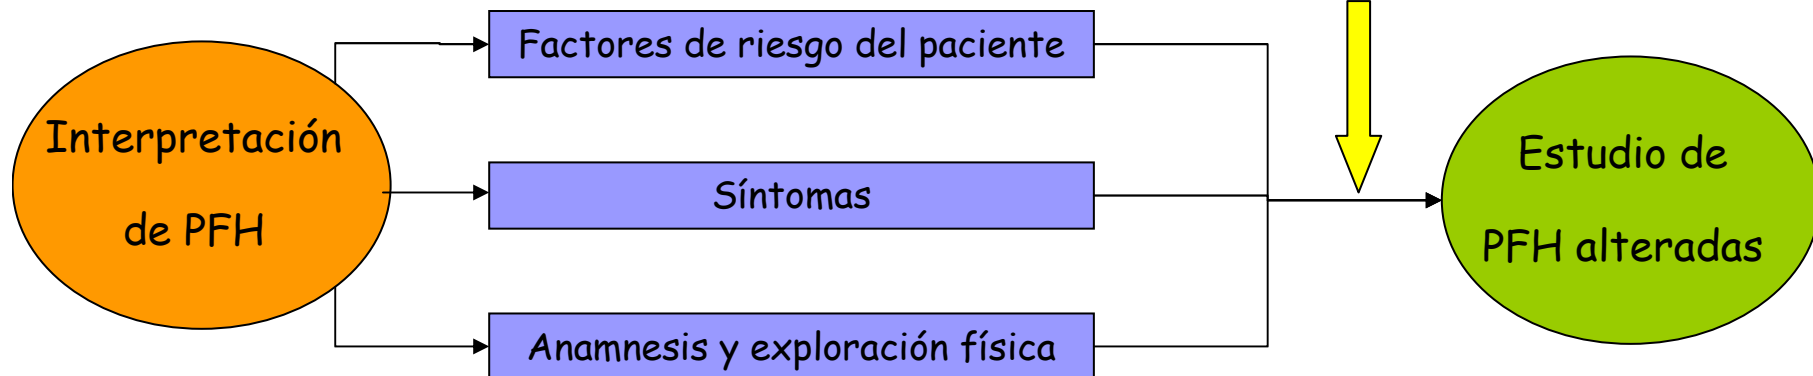 Interpretación
de PFH
Factores de riesgo del paciente
Síntomas
Anamnesis y exploración física
Estudio de
PFH alteradas